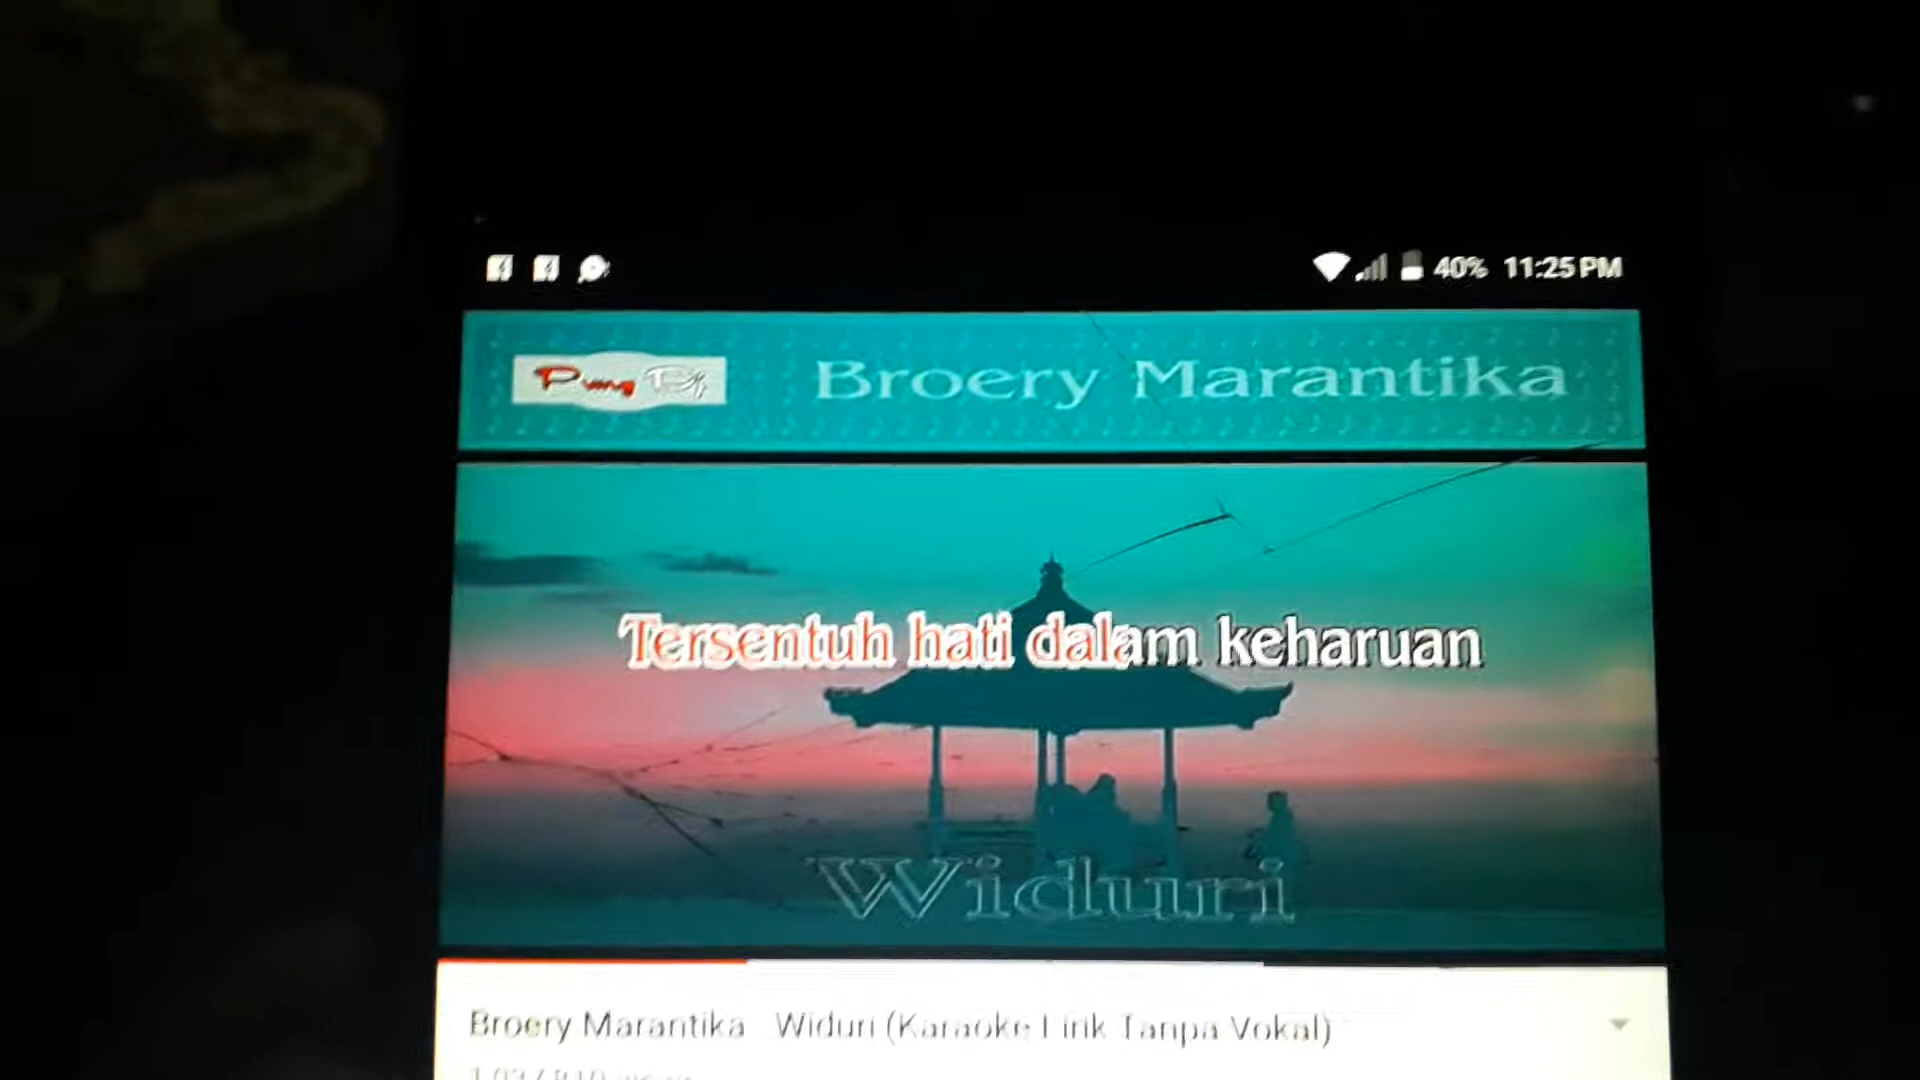 40% 11:25 PM
Broery Marantika
Tersentuh hati dalam keharuan
Widuri
Broery Marantika Widuri (Karaoke Lirik Tanpa Vokal)